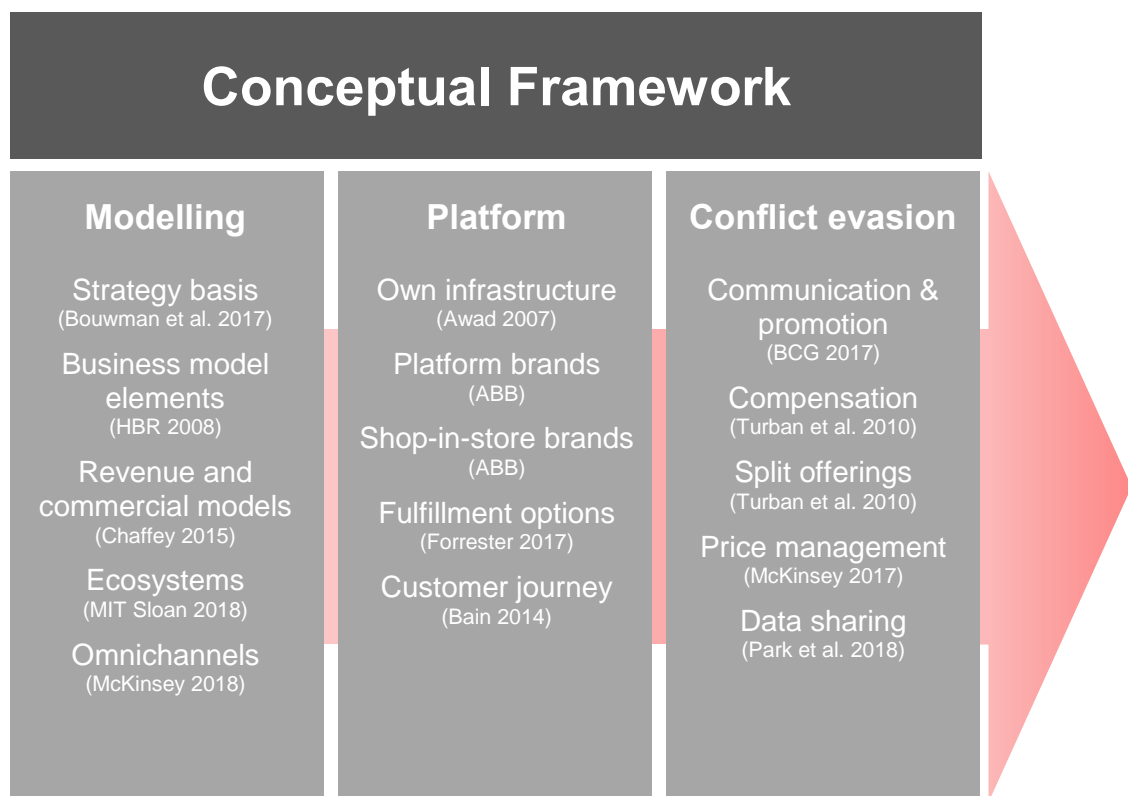 Conceptual Framework
Modelling
Strategy basis
(Bouwman et al. 2017)
Business model
elements
(HBR 2008)
Revenue and
commercial models
(Chaffey 2015)
Ecosystems
(MIT Sloan 2018)
Omnichannels
(McKinsey 2018)
Platform
Own infrastructure
(Awad 2007)
Platform brands
(ABB)
Shop-in-store brands
(ABB)
Fulfillment options
(Forrester 2017)
Customer journey
(Bain 2014)
Conflict evasion
Communication &
promotion
(BCG 2017)
Compensation
(Turban et al. 2010)
Split offerings
(Turban et al. 2010)
Price management
(McKinsey 2017)
Data sharing
(Park et al. 2018)